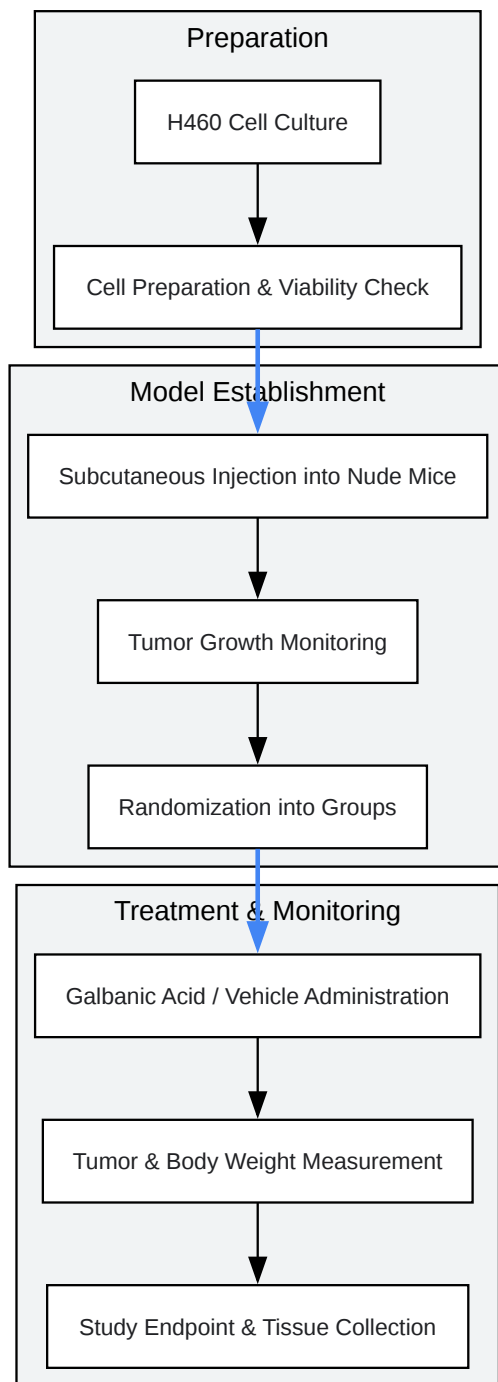 Preparation
H460 Cell Culture
Cell Preparation & Viability Check
Model Establishment
Subcutaneous Injection into Nude Mice
Tumor Growth Monitoring
Randomization into Groups
Treatment & Monitoring
Galbanic Acid / Vehicle Administration
Tumor & Body Weight Measurement
Study Endpoint & Tissue Collection